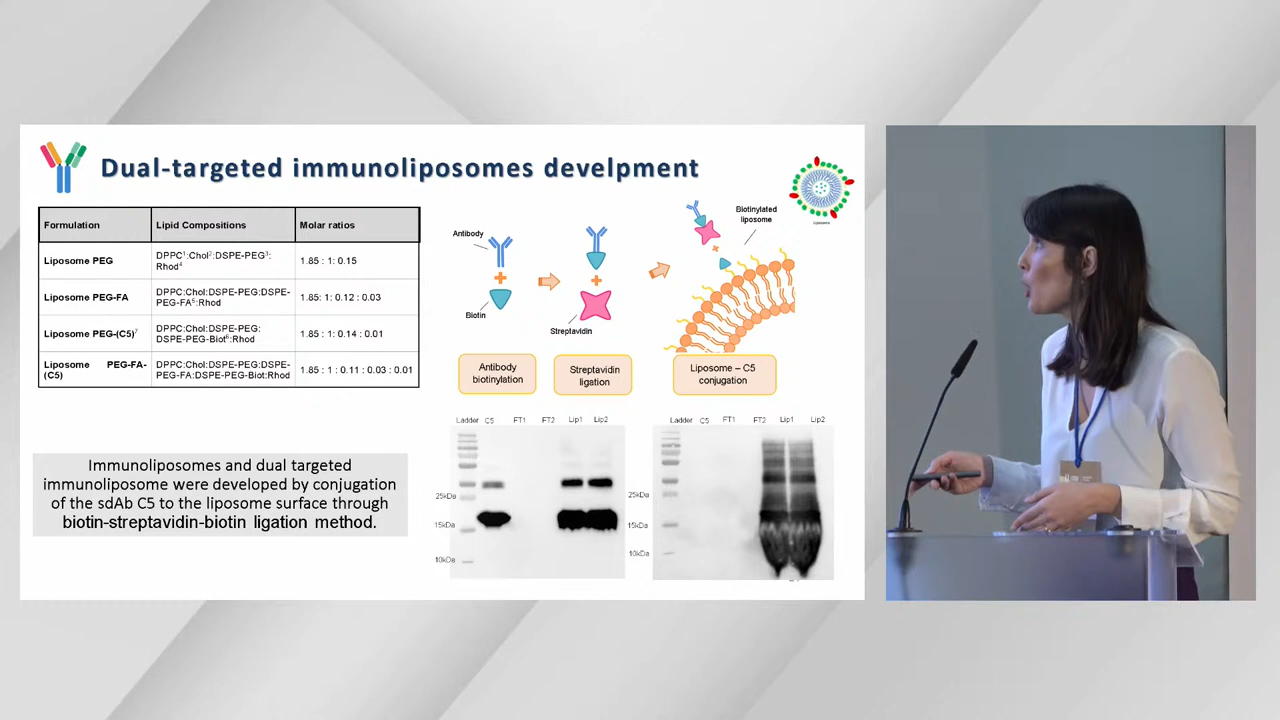 Dual-targeted immunoliposomes develpment
Formulation Lipid Compositions Molar ratios
Liposome PEG DPPC¹:Chol²:DSPE-PEG³: 1.85 : 1: 0.15
Rhod⁴
Liposome PEG-FA DPPC:Chol:DSPE-PEG:DSPE- 1.85: 1: 0.12 : 0.03
PEG-FA⁵:Rhod
Liposome PEG-(C5)⁷ DPPC:Chol:DSPE-PEG: 1.85 : 1: 0.14 : 0.01
DSPE-PEG-Biot⁶:Rhod
Liposome PEG-FA- DPPC:Chol:DSPE-PEG:DSPE- 1.85 : 1 : 0.11 : 0.03 : 0.01
(C5) PEG-FA:DSPE-PEG-Biot:Rhod
Immunoliposomes and dual targeted
immunoliposome were developed by conjugation
of the sdAb C5 to the liposome surface through
biotin-streptavidin-biotin ligation method.
Antibody
Biotin
Streptavidin
Biotinylated
liposome
Liposome
Antibody
biotinylation
Streptavidin
ligation
Liposome – C5
conjugation
Ladder C5 FT1 FT2 Lip1 Lip2
25kDa
15kDa
10kDa
Ladder C5 FT1 FT2 Lip1 Lip2
25kDa
15kDa
10kDa